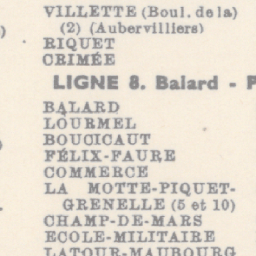 VILLETTE (Boul. de la)
(2) (Aubervilliers)
RIQUET
CRIMÉE
LIGNE 8. Balard -
BALARD
LOURMEL
BOUCICAUT
FÉLIX-FAURE
COMMERCE
LA MOTTE-PIQUET-
GRENELLE (5 et 10)
CHAMP-DE-MARS
ECOLE-MILITAIRE
LATOUR-MAUBOURG